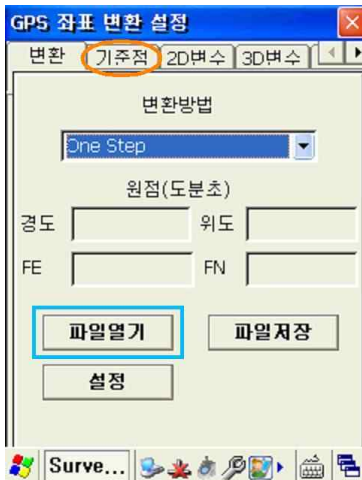 GPS 좌표 변환 설정
변환 기준점 2D변수 3D변수
변환방법
One Step
원점(도분초)
경도 위도
FE FN
파일열기 파일저장
설정
Surve...